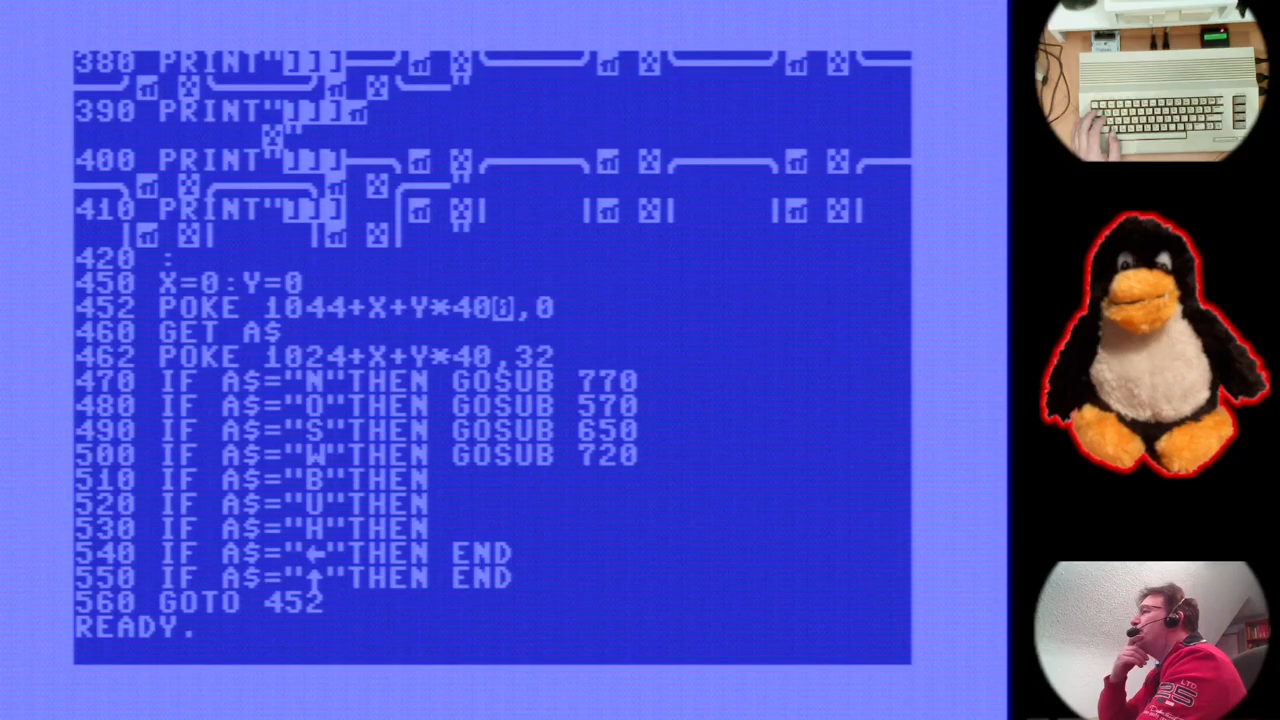 380 PRINT"
"
390 PRINT"
"
400 PRINT"
"
410 PRINT"
"
420 :
450 X=0:Y=0
452 POKE 1044+X+Y*40,0
460 GET A$
462 POKE 1024+X+Y*40,32
470 IF A$="N"THEN GOSUB 770
480 IF A$="O"THEN GOSUB 570
490 IF A$="S"THEN GOSUB 650
500 IF A$="W"THEN GOSUB 720
510 IF A$="B"THEN
520 IF A$="U"THEN
530 IF A$="H"THEN
540 IF A$="←"THEN END
550 IF A$="↑"THEN END
560 GOTO 452
READY.
LTD